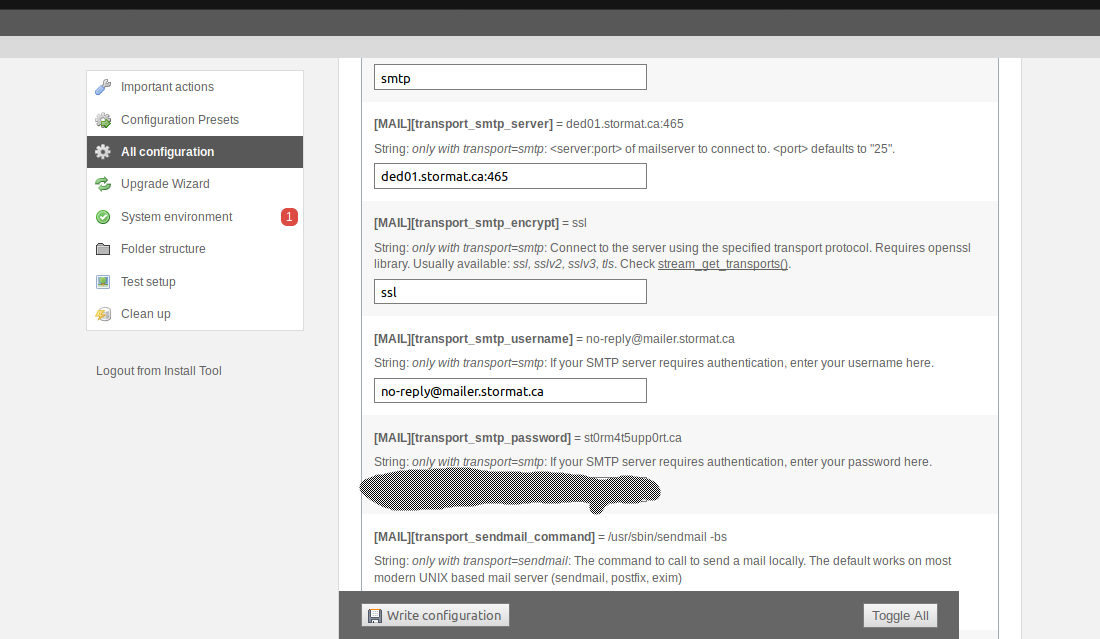 Important actions
Configuration Presets
All configuration
Upgrade Wizard
System environment 1
Folder structure
Test setup
Clean up
Logout from Install Tool
smtp
[MAIL][transport_smtp_server] = ded01.stormat.ca:465
String: only with transport=smtp: <server:port> of mailserver to connect to. <port> defaults to "25".
ded01.stormat.ca:465
[MAIL][transport_smtp_encrypt] = ssl
String: only with transport=smtp: Connect to the server using the specified transport protocol. Requires openssl
library. Usually available: ssl, sslv2, sslv3, tls. Check stream_get_transports().
ssl
[MAIL][transport_smtp_username] = no-reply@mailer.stormat.ca
String: only with transport=smtp: If your SMTP server requires authentication, enter your username here.
no-reply@mailer.stormat.ca
[MAIL][transport_smtp_password] = st0rm4t5upp0rt.ca
String: only with transport=smtp: If your SMTP server requires authentication, enter your password here.
[MAIL][transport_sendmail_command] = /usr/sbin/sendmail -bs
String: only with transport=sendmail: The command to call to send a mail locally. The default works on most
modern UNIX based mail server (sendmail, postfix, exim)
Write configuration
Toggle All